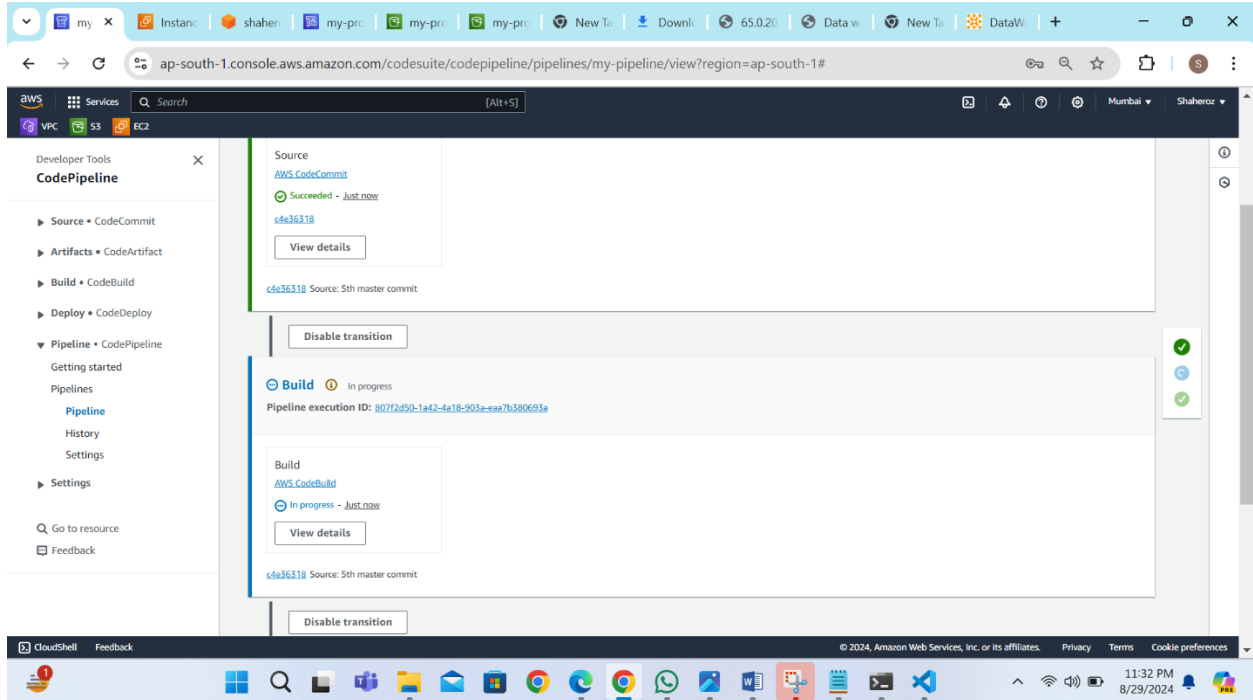 my
Instanc
shaher
my-pro
my-pro
my-pro
New Ta
Downlo
65.0.20
Data w
New Ta
DataW
ap-south-1.console.aws.amazon.com/codesuite/codepipeline/pipelines/my-pipeline/view?region=ap-south-1#
S
aws
Services
Search
[Alt+S]
Mumbai
Shaheroz
VPC
S3
EC2
Developer Tools
CodePipeline
Source • CodeCommit
Artifacts • CodeArtifact
Build • CodeBuild
Deploy • CodeDeploy
Pipeline • CodePipeline
Getting started
Pipelines
Pipeline
History
Settings
Settings
Go to resource
Feedback
Source
AWS CodeCommit
Succeeded - Just now
c4e36318
View details
c4e36318 Source: 5th master commit
Disable transition
Build In progress
Pipeline execution ID: 807f2d50-1a42-4a18-903a-eaa7b380693a
Build
AWS CodeBuild
In progress - Just now
View details
c4e36318 Source: 5th master commit
Disable transition
CloudShell Feedback
© 2024, Amazon Web Services, Inc. or its affiliates. Privacy Terms Cookie preferences
1
11:32 PM
8/29/2024
PRE